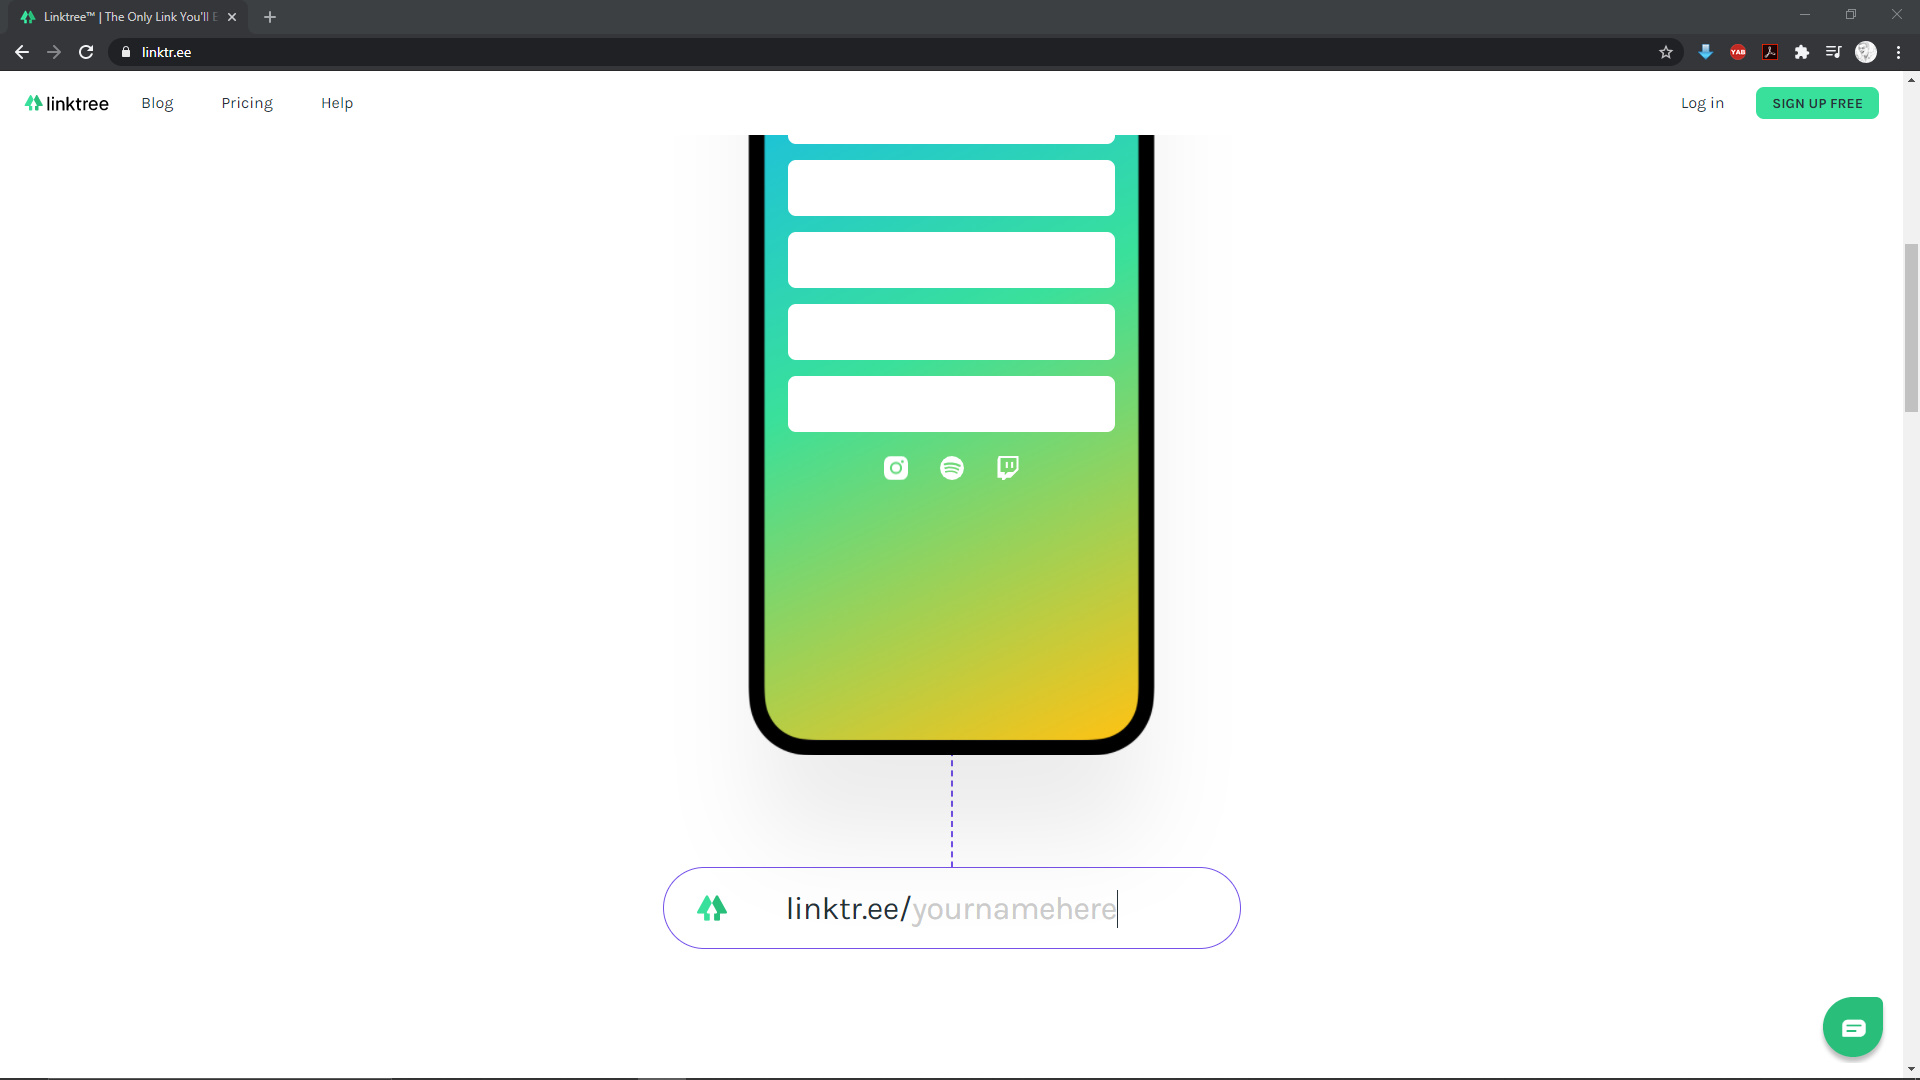 Linktree™ | The Only Link You'll E
linktr.ee
YAB
linktree
Blog
Pricing
Help
Log in
SIGN UP FREE
linktr.ee/yournamehere